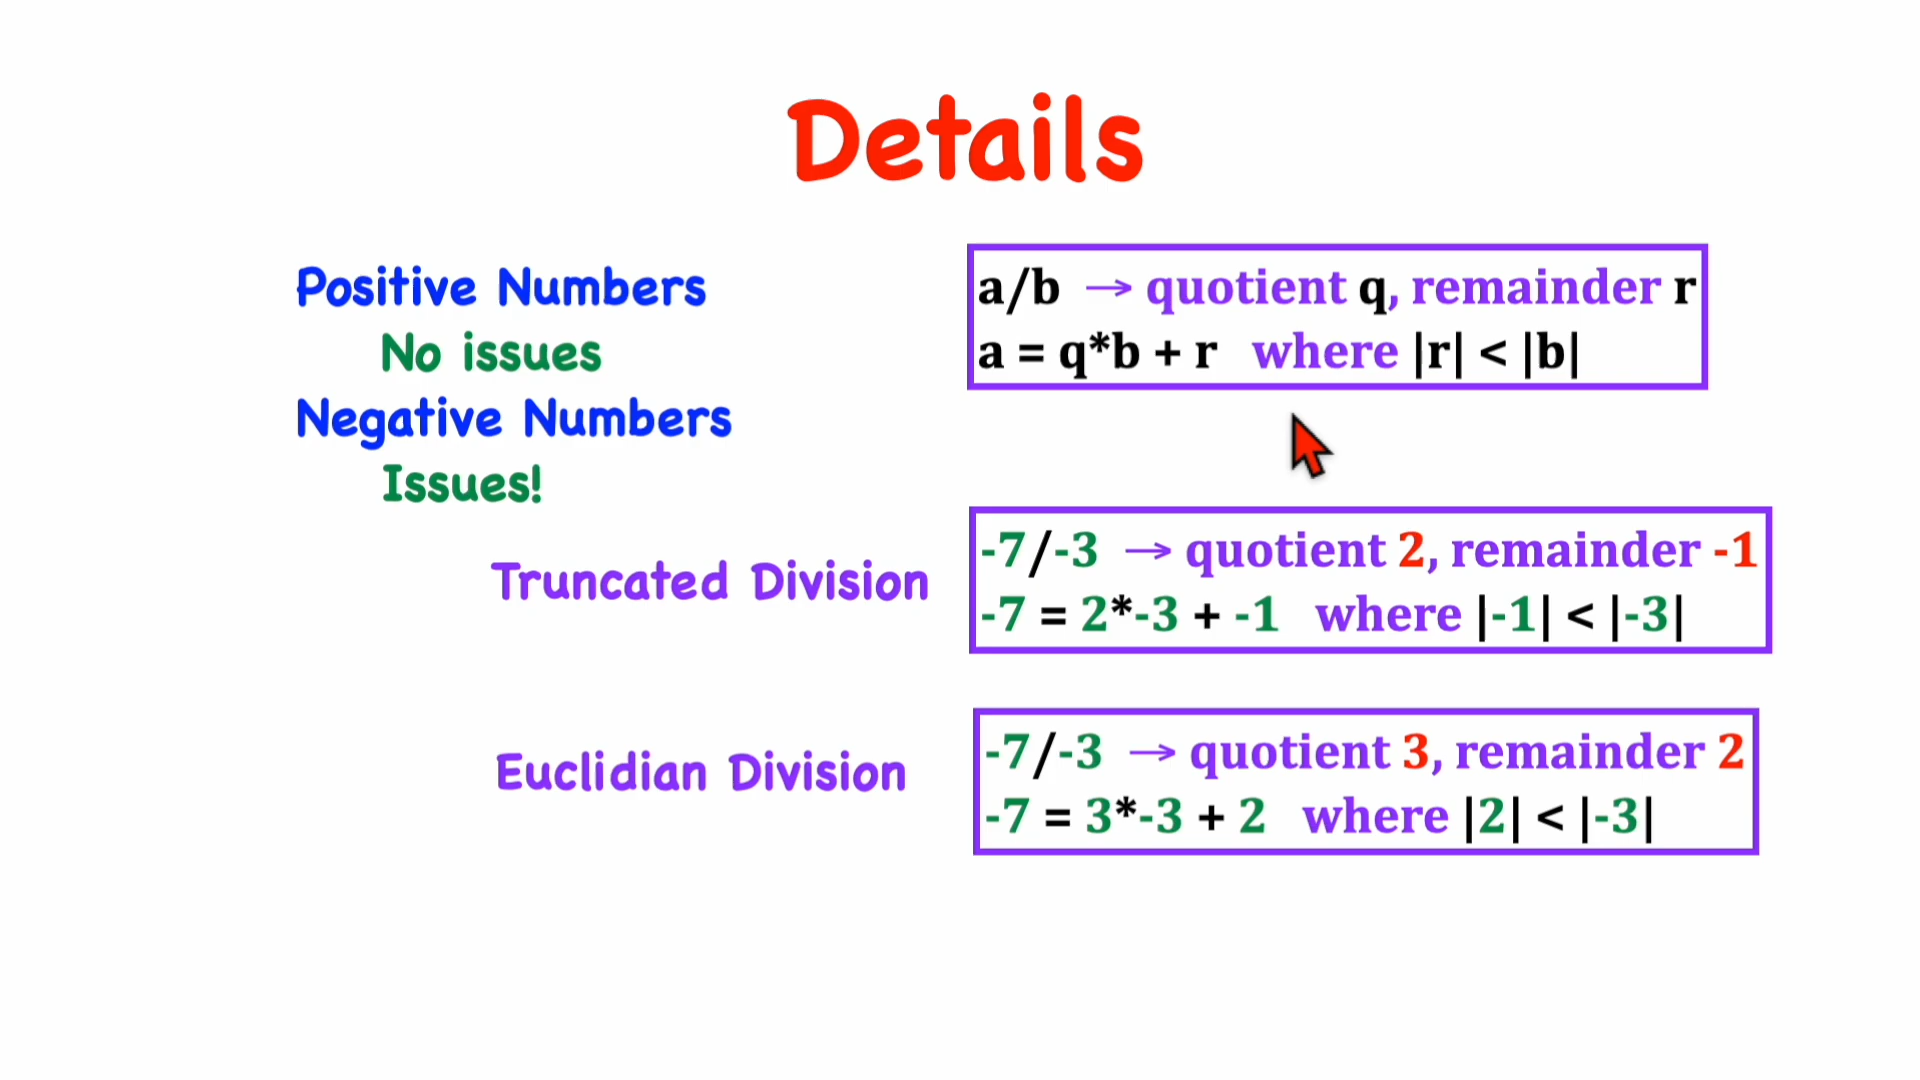 Details
Positive Numbers
No issues
Negative Numbers
Issues!
a/b → quotient q, remainder r
a = q*b + r where |r| < |b|
Truncated Division
-7/-3 → quotient 2, remainder -1
-7 = 2*-3 + -1 where |-1| < |-3|
Euclidian Division
-7/-3 → quotient 3, remainder 2
-7 = 3*-3 + 2 where |2| < |-3|